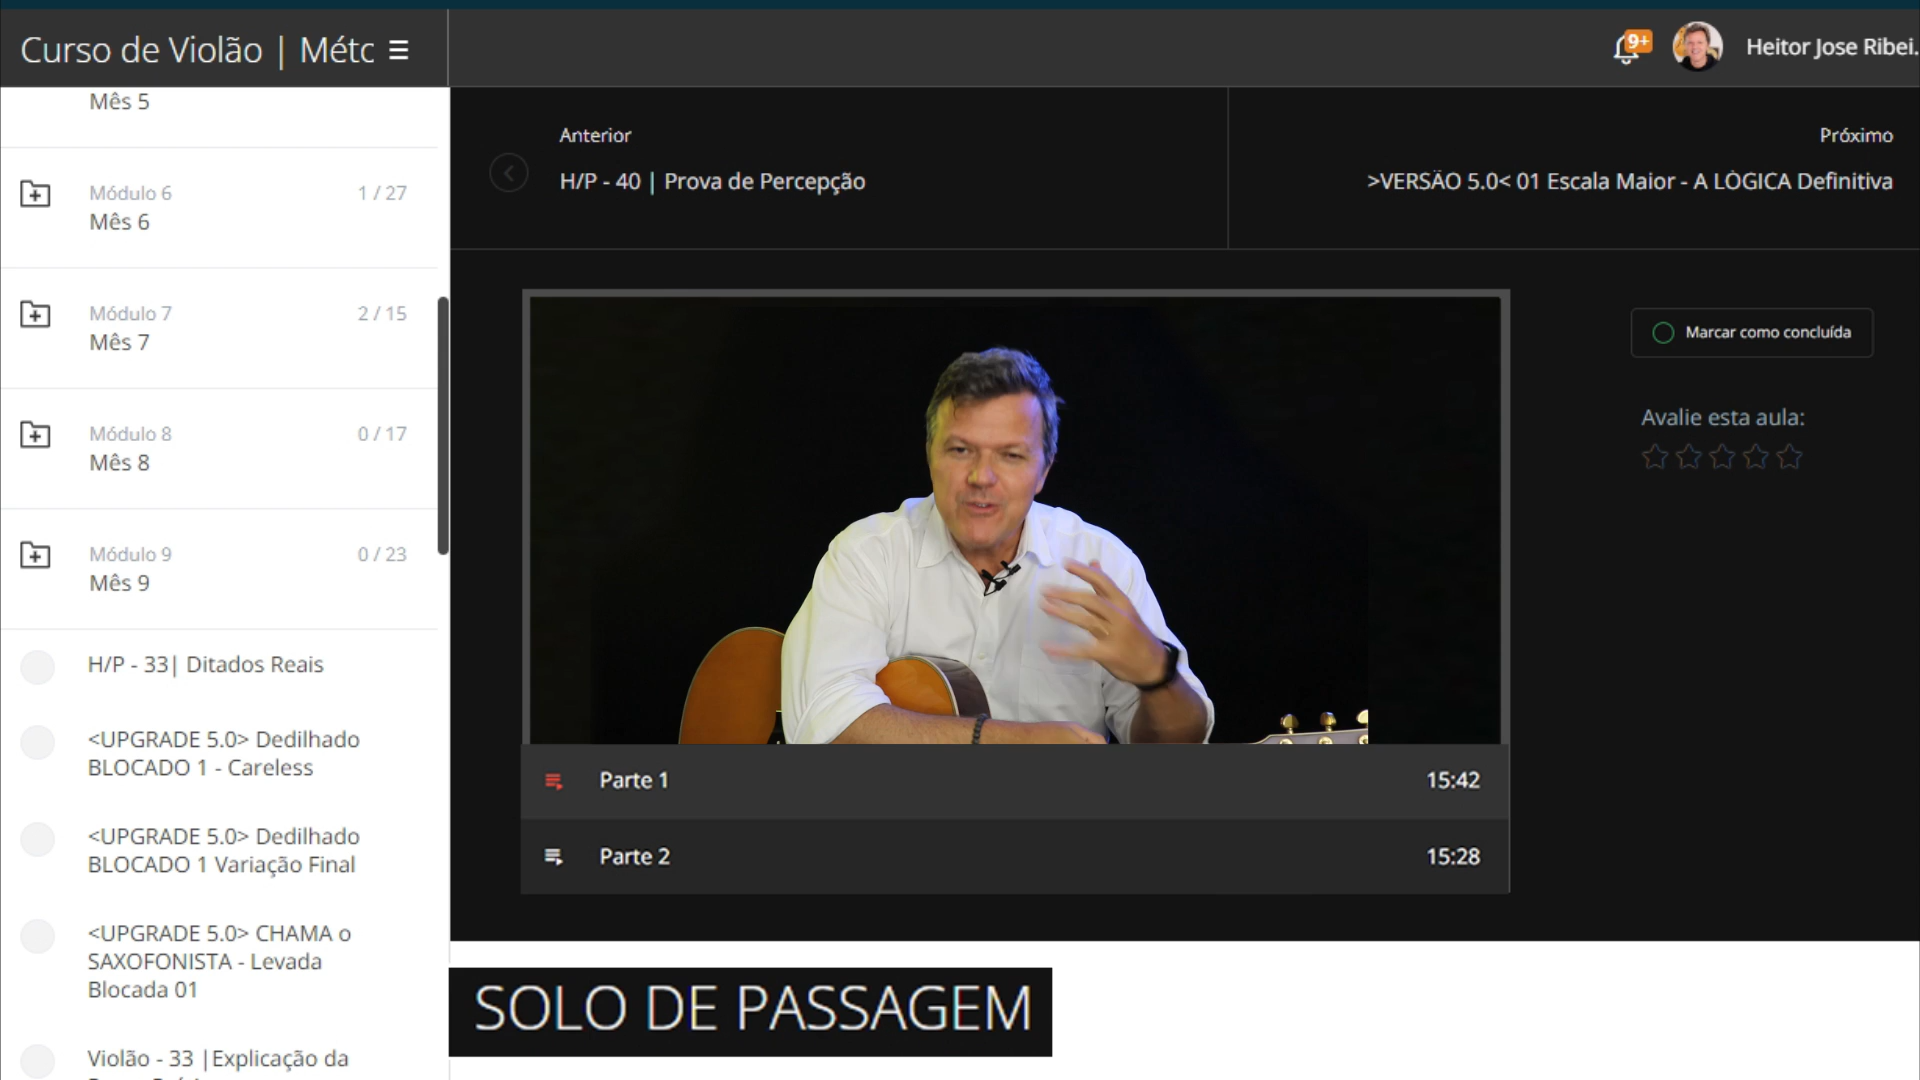 Curso de Violão | Métc
9+
Heitor Jose Ribei.
Mês 5
Módulo 6
1 / 27
Mês 6
Módulo 7
2 / 15
Mês 7
Módulo 8
0 / 17
Mês 8
Módulo 9
0 / 23
Mês 9
H/P - 33| Ditados Reais
<UPGRADE 5.0> Dedilhado
BLOCADO 1 - Careless
<UPGRADE 5.0> Dedilhado
BLOCADO 1 Variação Final
<UPGRADE 5.0> CHAMA o
SAXOFONISTA - Levada
Blocada 01
Violão - 33 |Explicação da
Anterior
H/P - 40 | Prova de Percepção
Próximo
>VERSÃO 5.0< 01 Escala Maior - A LÓGICA Definitiva
Marcar como concluída
Avalie esta aula:
Parte 1
15:42
Parte 2
15:28
SOLO DE PASSAGEM